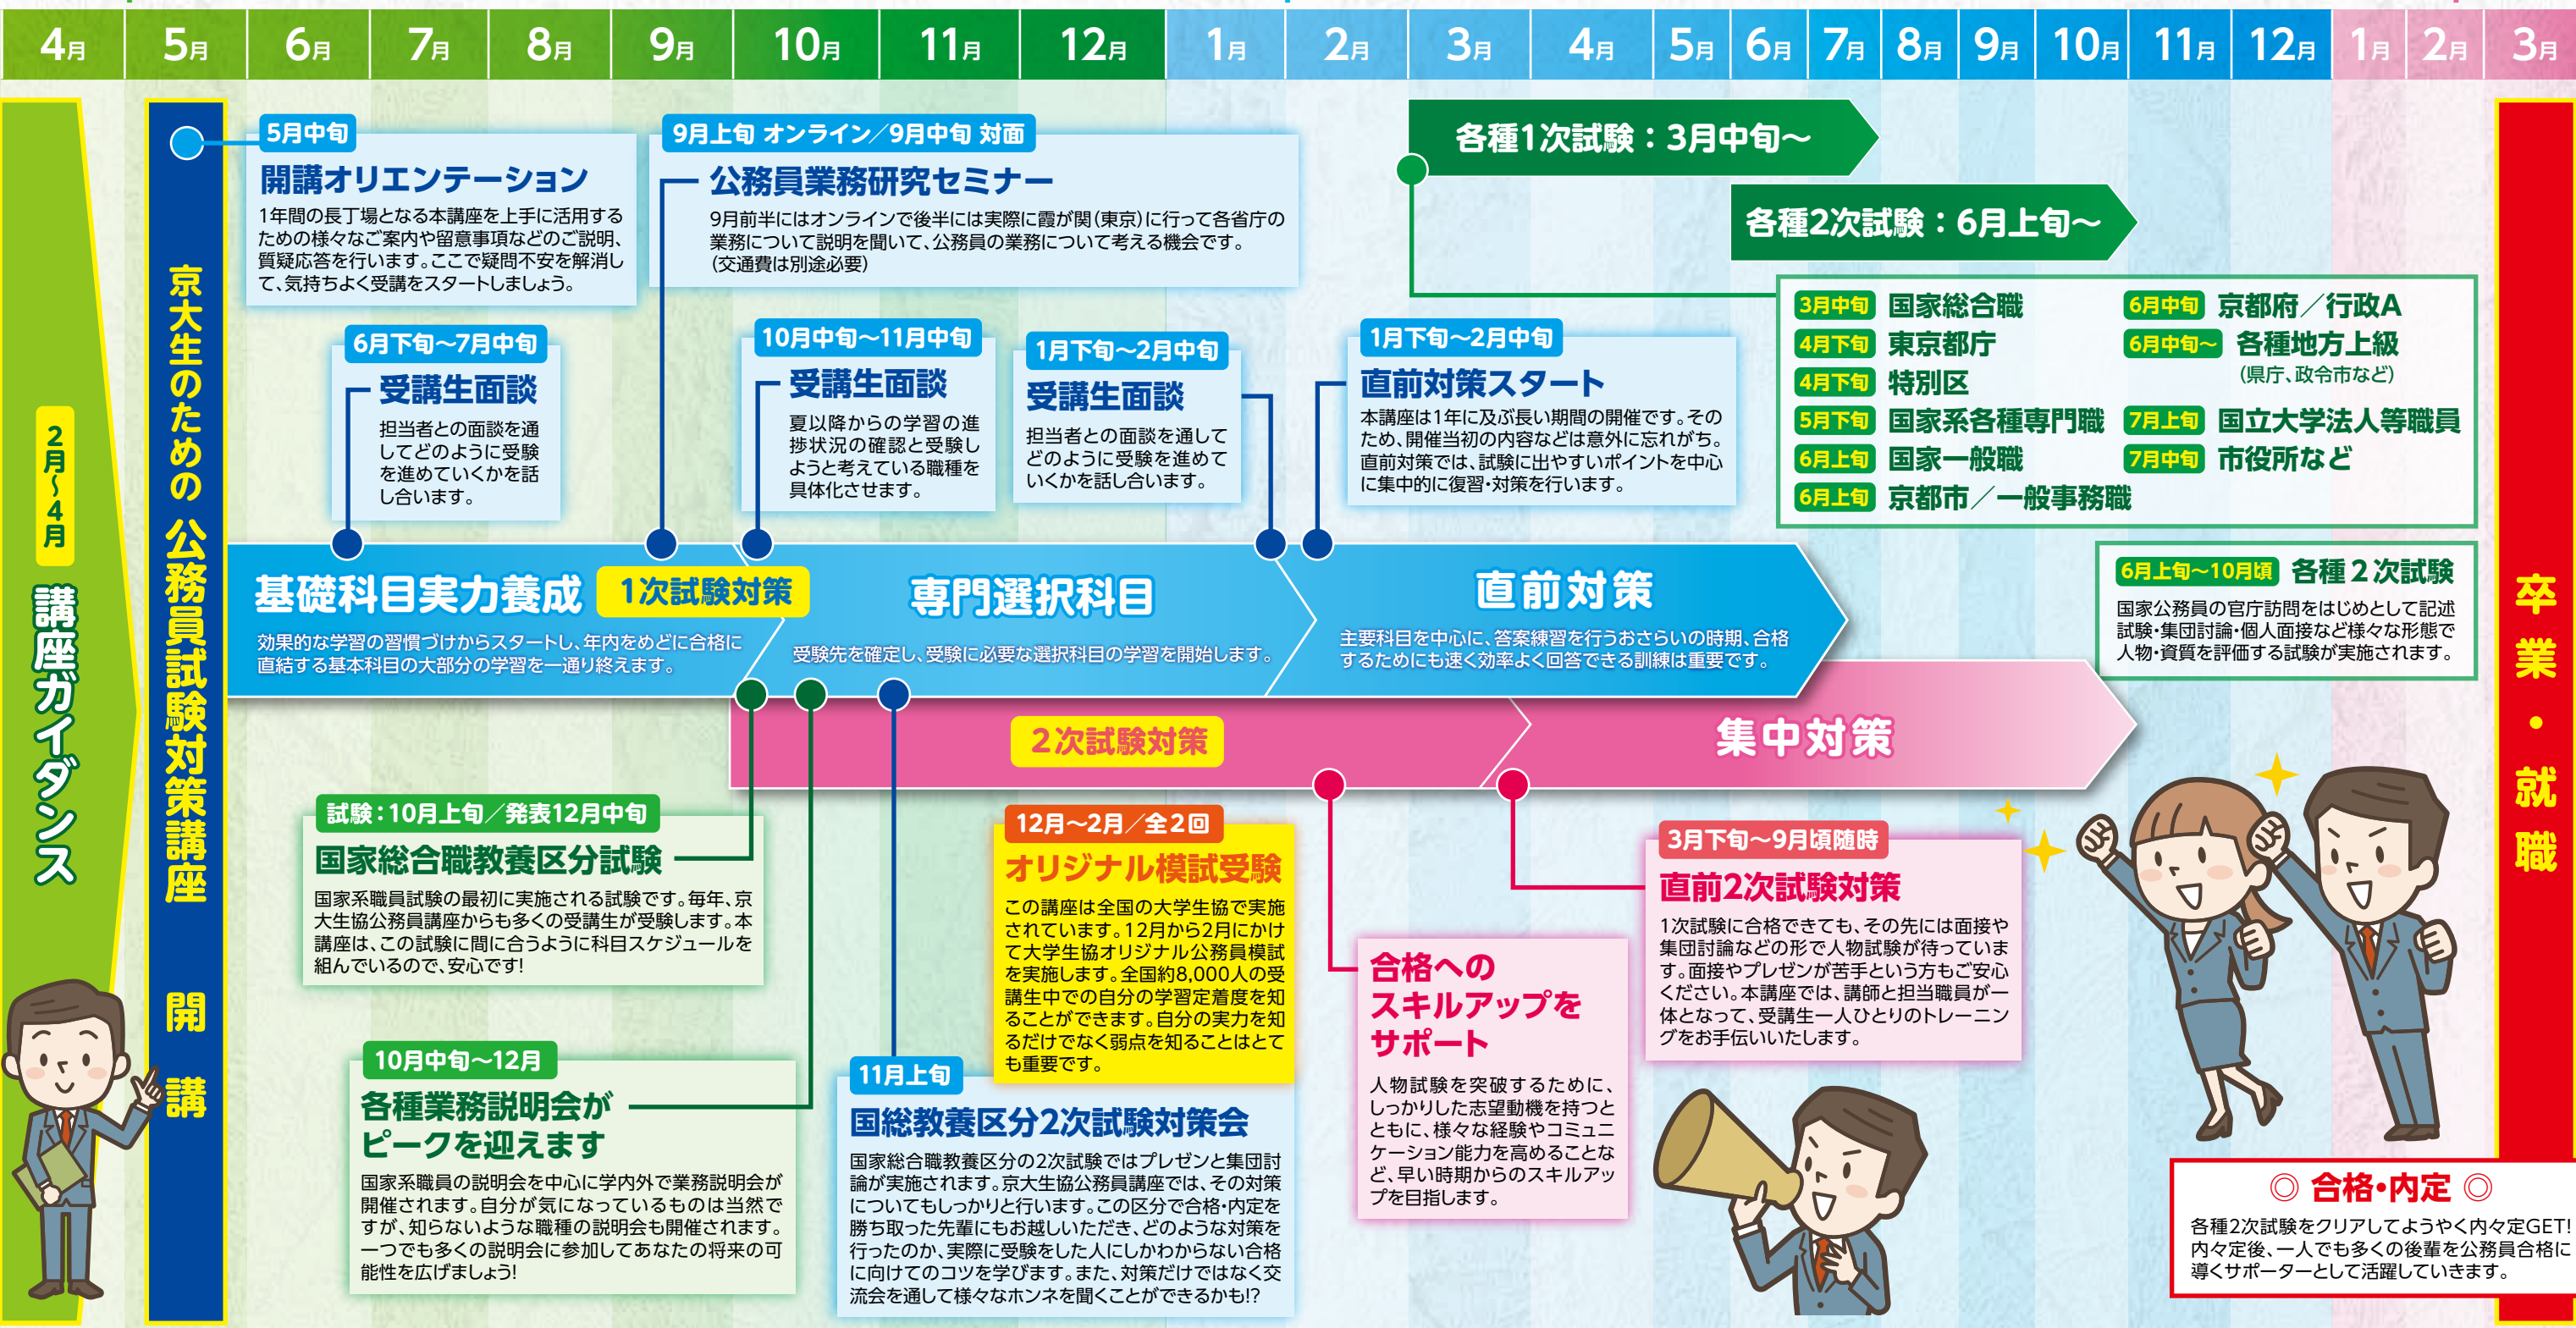 4月 5月 6月 7月 8月 9月 10月 11月 12月 1月 2月 3月 4月 5月 6月 7月 8月 9月 10月 11月 12月 1月 2月 3月
2月～4月
講座ガイダンス
京大生のための 公務員試験対策講座 開講
5月中旬
開講オリエンテーション
1年間の長丁場となる本講座を上手に活用する
ための様々なご案内や留意事項などのご説明、
質疑応答を行います。ここで疑問不安を解消し
て、気持ちよく受講をスタートしましょう。
9月上旬 オンライン／9月中旬 対面
公務員業務研究セミナー
9月前半にはオンラインで後半には実際に霞が関（東京）に行って各省庁の
業務について説明を聞いて、公務員の業務について考える機会です。
（交通費は別途必要）
各種1次試験：3月中旬～
各種2次試験：6月上旬～
6月下旬～7月中旬
受講生面談
担当者との面談を通
してどのように受験
を進めていくかを話
し合います。
10月中旬～11月中旬
受講生面談
夏以降からの学習の進
捗状況の確認と受験し
ようと考えている職種を
具体化させます。
1月下旬～2月中旬
受講生面談
担当者との面談を通して
どのように受験を進めて
いくかを話し合います。
1月下旬～2月中旬
直前対策スタート
本講座は1年に及ぶ長い期間の開催です。その
ため、開催当初の内容などは意外に忘れがち。
直前対策では、試験に出やすいポイントを中心
に集中的に復習・対策を行います。
3月中旬 国家総合職
4月下旬 東京都庁
4月下旬 特別区
5月下旬 国家系各種専門職
6月上旬 国家一般職
6月上旬 京都市／一般事務職
6月中旬 京都府／行政A
6月中旬～ 各種地方上級
（県庁、政令市など）
7月上旬 国立大学法人等職員
7月中旬 市役所など
基礎科目実力養成
1次試験対策
効果的な学習の習慣づけからスタートし、年内をめどに合格に
直結する基本科目の大部分の学習を一通り終えます。
専門選択科目
受験先を確定し、受験に必要な選択科目の学習を開始します。
直前対策
主要科目を中心に、答案練習を行うおさらいの時期、合格
するためにも速く効率よく回答できる訓練は重要です。
6月上旬～10月頃 各種２次試験
国家公務員の官庁訪問をはじめとして記述
試験・集団討論・個人面接など様々な形態で
人物・資質を評価する試験が実施されます。
２次試験対策
集中対策
試験：10月上旬／発表12月中旬
国家総合職教養区分試験
国家系職員試験の最初に実施される試験です。毎年、京
大生協公務員講座からも多くの受講生が受験します。本
講座は、この試験に間に合うように科目スケジュールを
組んでいるので、安心です!
10月中旬～12月
各種業務説明会が
ピークを迎えます
国家系職員の説明会を中心に学内外で業務説明会が
開催されます。自分が気になっているものは当然で
すが、知らないような職種の説明会も開催されます。
一つでも多くの説明会に参加してあなたの将来の可
能性を広げましょう!
12月～2月／全２回
オリジナル模試受験
この講座は全国の大学生協で実施
されています。12月から2月にかけ
て大学生協オリジナル公務員模試
を実施します。全国約8,000人の受
講生中での自分の学習定着度を知
ることができます。自分の実力を知
るだけでなく弱点を知ることはとて
も重要です。
11月上旬
国総教養区分2次試験対策会
国家総合職教養区分の2次試験ではプレゼンと集団討
論が実施されます。京大生協公務員講座では、その対策
についてもしっかりと行います。この区分で合格・内定を
勝ち取った先輩にもお越しいただき、どのような対策を
行ったのか、実際に受験をした人にしかわからない合格
に向けてのコツを学びます。また、対策だけではなく交
流会を通して様々なホンネを聞くことができるかも!?
合格への
スキルアップを
サポート
人物試験を突破するために、
しっかりした志望動機を持つと
ともに、様々な経験やコミュニ
ケーション能力を高めることな
ど、早い時期からのスキルアッ
プを目指します。
3月下旬～9月頃随時
直前2次試験対策
1次試験に合格できても、その先には面接や
集団討論などの形で人物試験が待っていま
す。面接やプレゼンが苦手という方もご安心
ください。本講座では、講師と担当職員が一
体となって、受講生一人ひとりのトレーニン
グをお手伝いいたします。
卒業・就職
◎ 合格・内定 ◎
各種2次試験をクリアしてようやく内々定GET!
内々定後、一人でも多くの後輩を公務員合格に
導くサポーターとして活躍していきます。